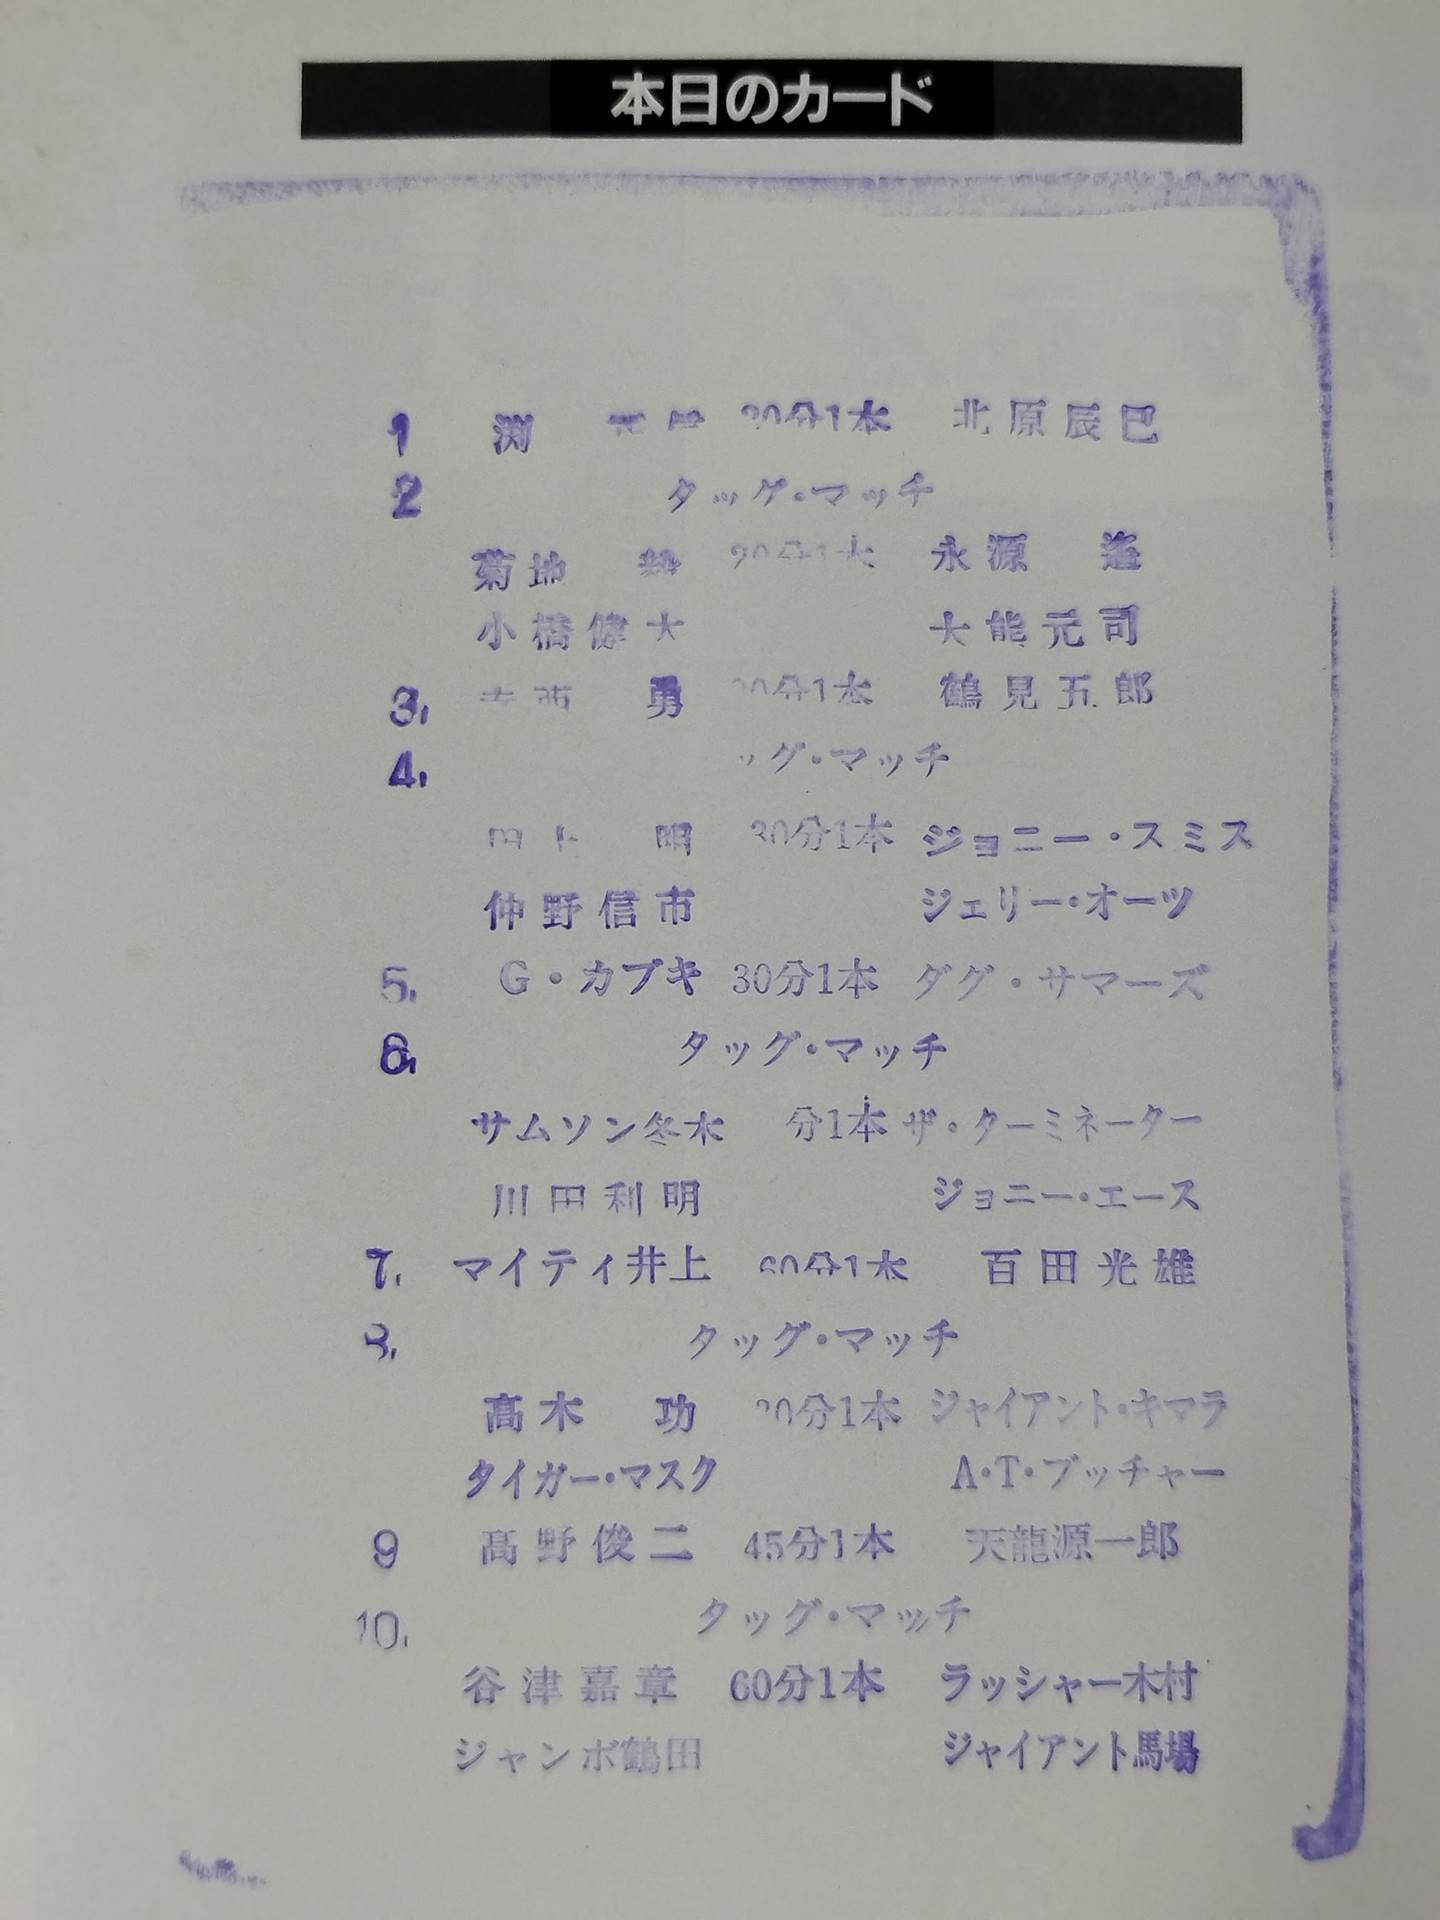 本日のカード
1 渕 分1本 北原辰巳
2 タッグ・マッチ
菊地 永源 遙
小橋健太 大熊元司
3. 勇 分1本 鶴見五郎
4. ッグ・マッチ
明 30分1本 ジョニー・スミス
仲野信市 ジェリー・オーツ
5. G・カブキ 30分1本 ダグ・サマーズ
6. タッグ・マッチ
サムソン冬木 分1本 ザ・ターミネーター
川田利明 ジョニー・エース
7. マイティ井上 60分1本 百田光雄
8. タッグ・マッチ
高木 功 分1本 ジャイアント・キマラ
タイガー・マスク A・T・ブッチャー
9 高野俊二 45分1本 天龍源一郎
10. タッグ・マッチ
谷津嘉章 60分1本 ラッシャー木村
ジャンボ鶴田 ジャイアント馬場